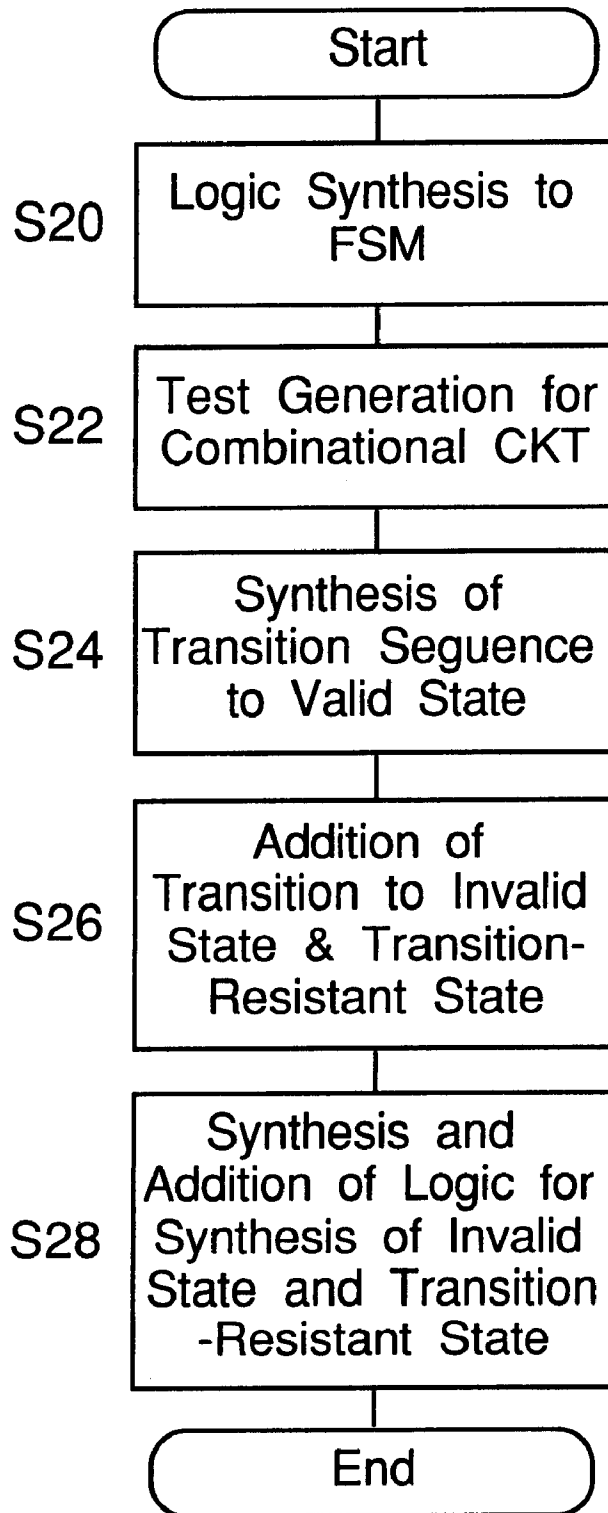 Start
S20
Logic Synthesis to
FSM
S22
Test Generation for
Combinational CKT
S24
Synthesis of
Transition Seguence
to Valid State
S26
Addition of
Transition to Invalid
State & Transition-
Resistant State
S28
Synthesis and
Addition of Logic for
Synthesis of Invalid
State and Transition
-Resistant State
End